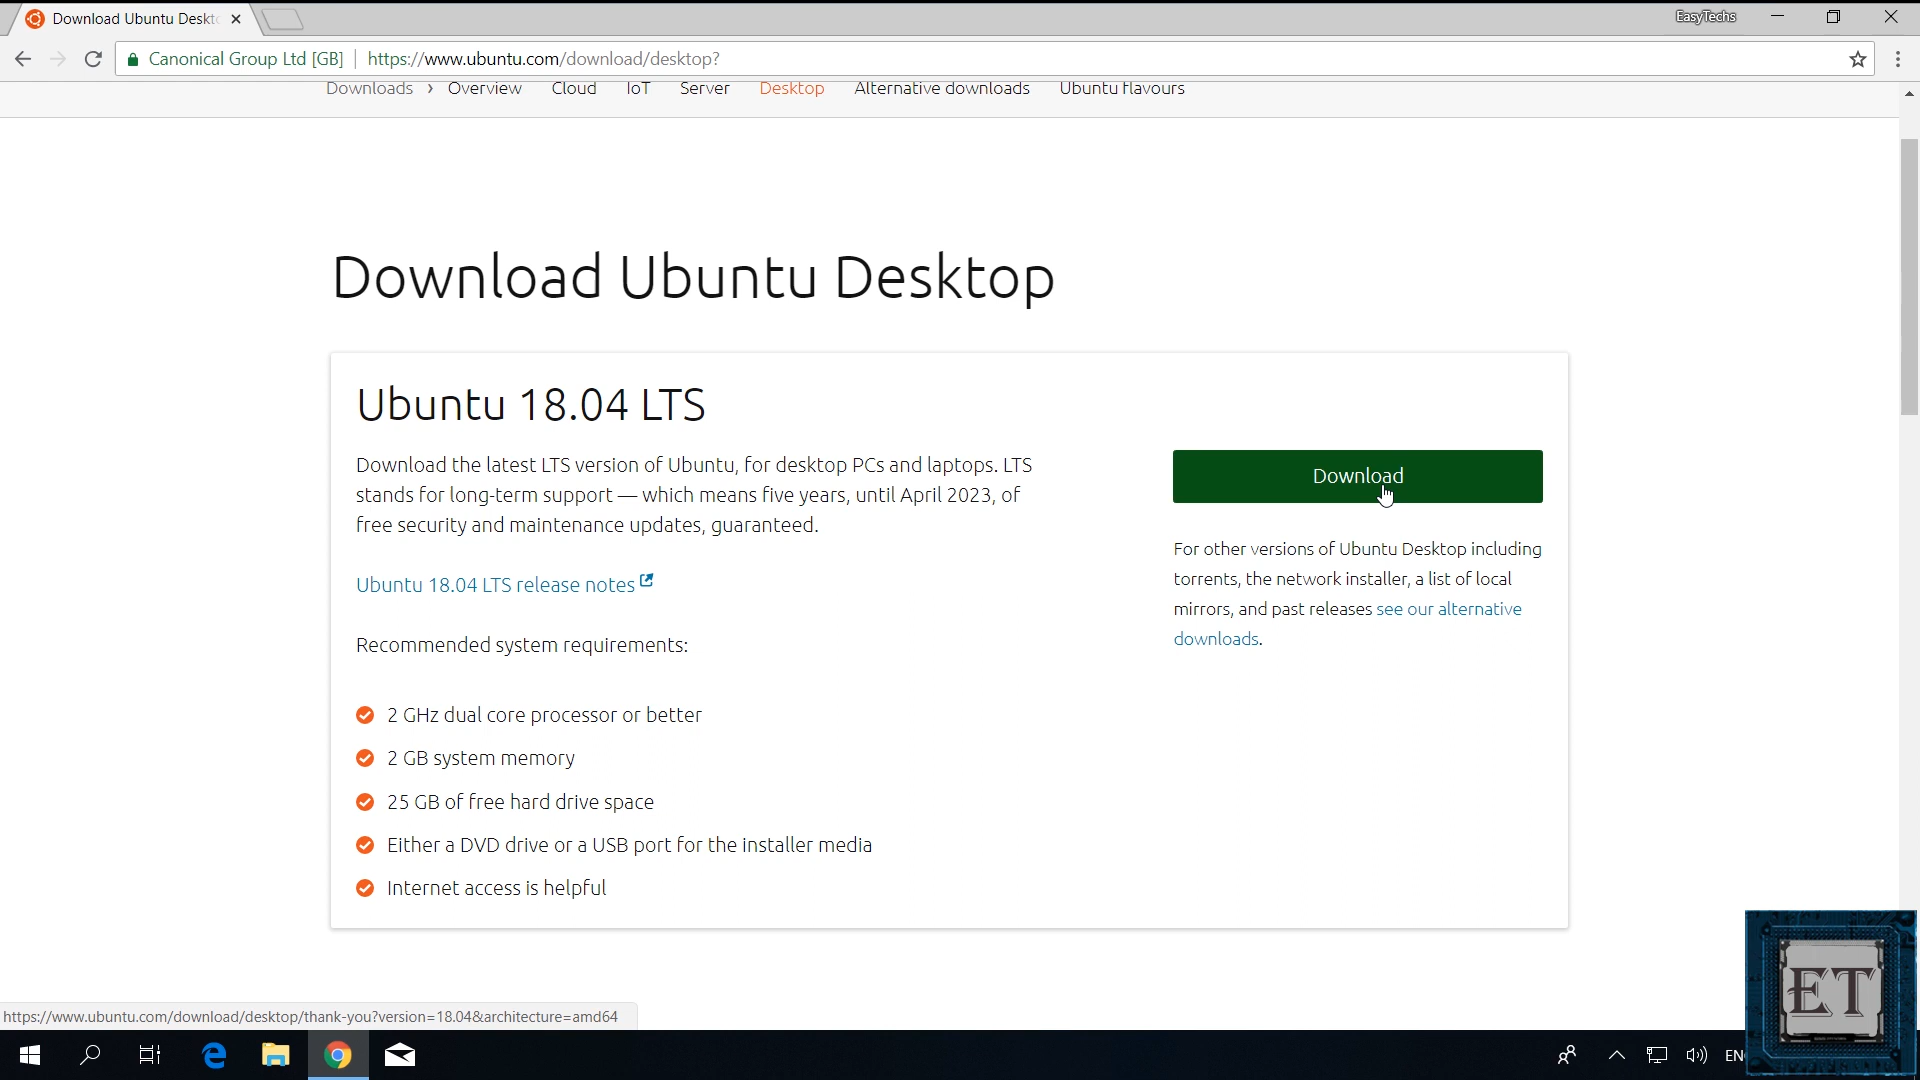 Download Ubuntu Deskt
EasyTechs
Canonical Group Ltd [GB] https://www.ubuntu.com/download/desktop?
Downloads › Overview Cloud IoT Server Desktop Alternative downloads Ubuntu flavours
Download Ubuntu Desktop
Ubuntu 18.04 LTS
Download the latest LTS version of Ubuntu, for desktop PCs and laptops. LTS
stands for long-term support — which means five years, until April 2023, of
free security and maintenance updates, guaranteed.
Ubuntu 18.04 LTS release notes
Recommended system requirements:
2 GHz dual core processor or better
2 GB system memory
25 GB of free hard drive space
Either a DVD drive or a USB port for the installer media
Internet access is helpful
Download
For other versions of Ubuntu Desktop including
torrents, the network installer, a list of local
mirrors, and past releases see our alternative
downloads.
https://www.ubuntu.com/download/desktop/thank-you?version=18.04&architecture=amd64
EN
ET